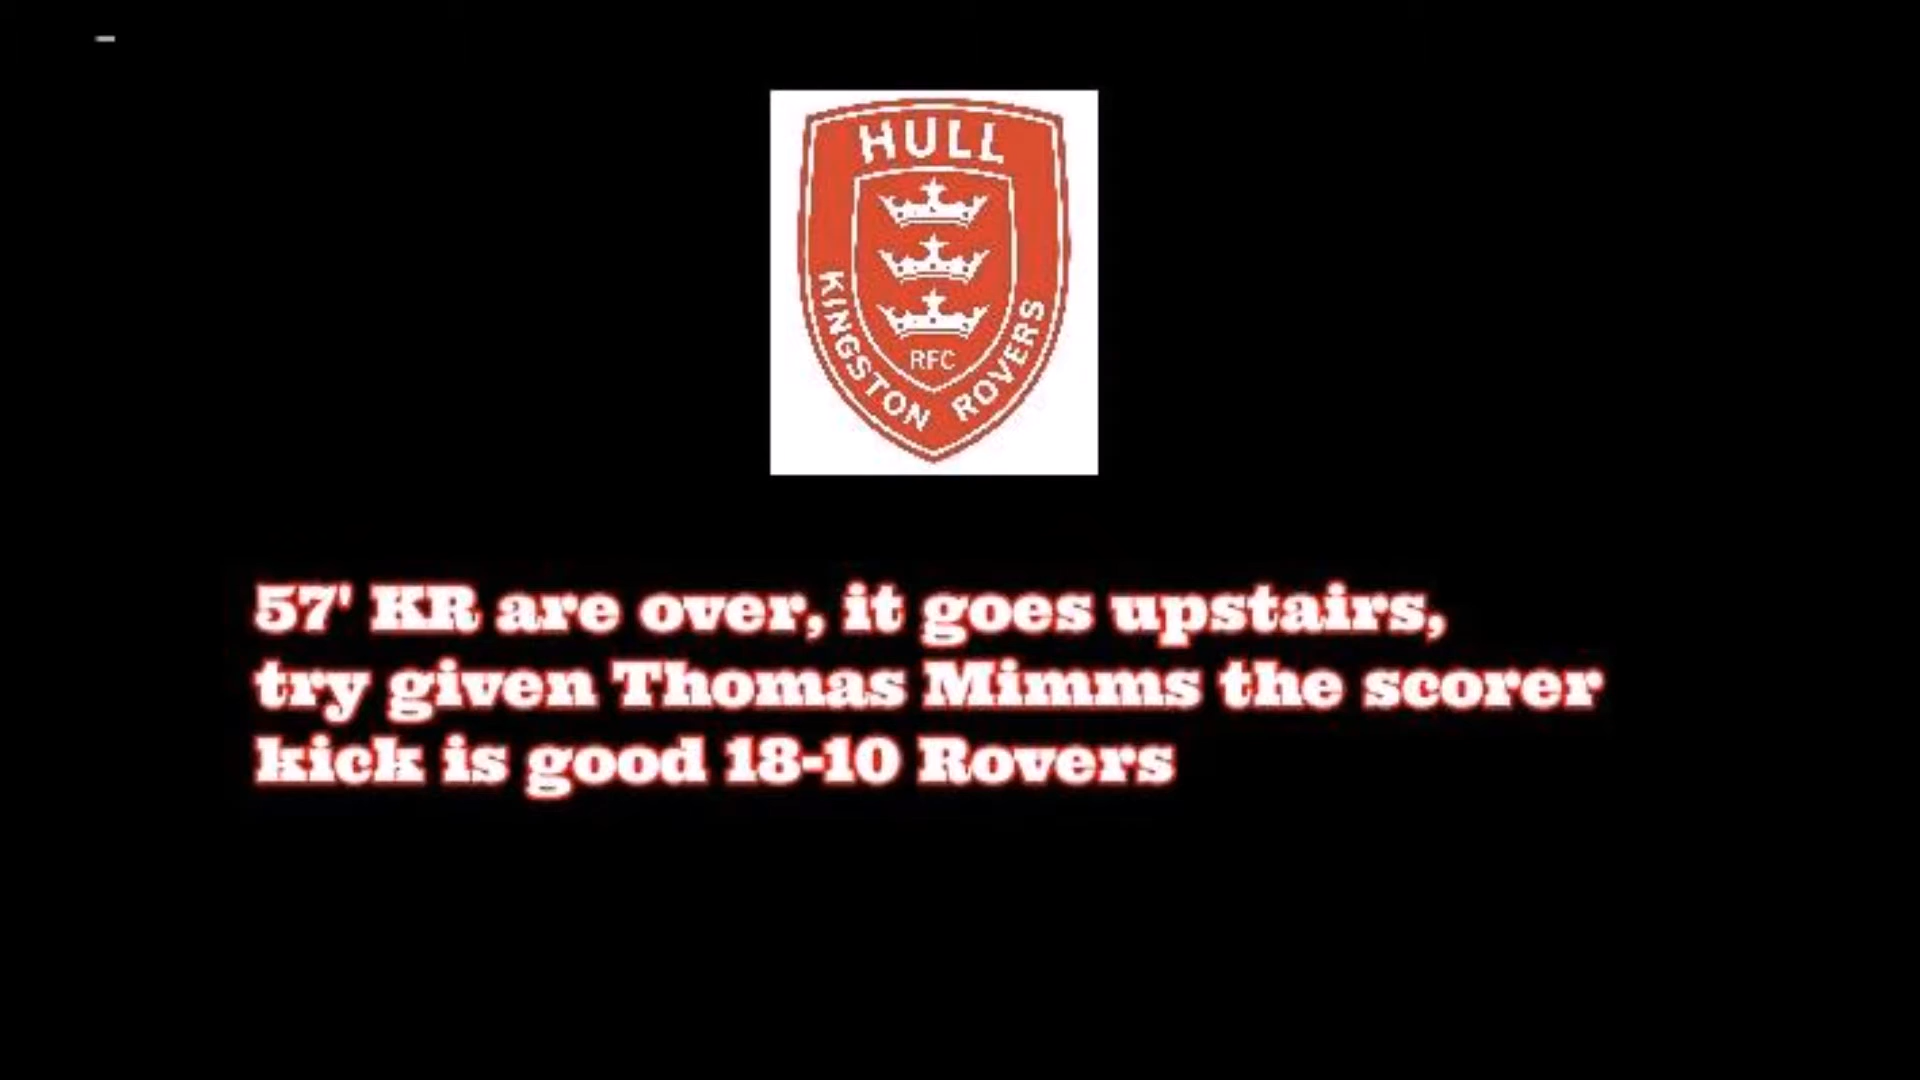 HULL
RFC
KINGSTON ROVERS
57' KR are over, it goes upstairs,
try given Thomas Mimms the scorer
kick is good 18-10 Rovers